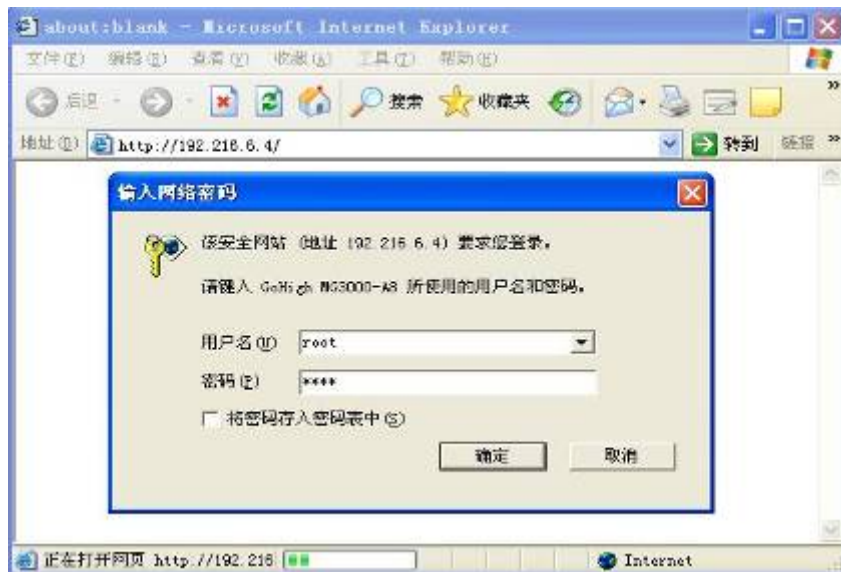 about:blank - Microsoft Internet Explorer
文件(F) 编辑(E) 查看(V) 收藏(A) 工具(T) 帮助(H)
后退 搜索 收藏夹 »
地址(D) http://192.216.6.4/ 转到 链接 »
输入网络密码
该安全网站 (地址 192 216 6.4) 要求您登录。
请键入 GoHigh MG3000-A8 所使用的用户名和密码。
用户名(U) root
密码(P) ****
将密码存入密码表中(S)
确定 取消
正在打开网页 http://192.216 Internet